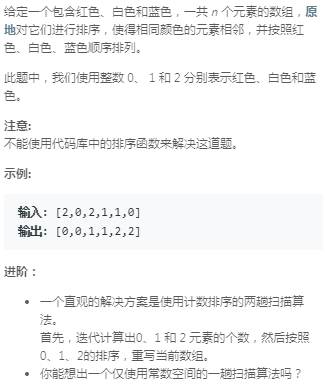 给定一个包含红色、白色和蓝色，一共 n 个元素的数组，原
地对它们进行排序，使得相同颜色的元素相邻，并按照红
色、白色、蓝色顺序排列。
此题中，我们使用整数 0、 1 和 2 分别表示红色、白色和蓝
色。
注意:
不能使用代码库中的排序函数来解决这道题。
示例:
输入: [2,0,2,1,1,0]
输出: [0,0,1,1,2,2]
进阶：
• 一个直观的解决方案是使用计数排序的两趟扫描算
法。
首先，迭代计算出0、1 和 2 元素的个数，然后按照
0、1、2的排序，重写当前数组。
• 你能想出一个仅使用常数空间的一趟扫描算法吗？